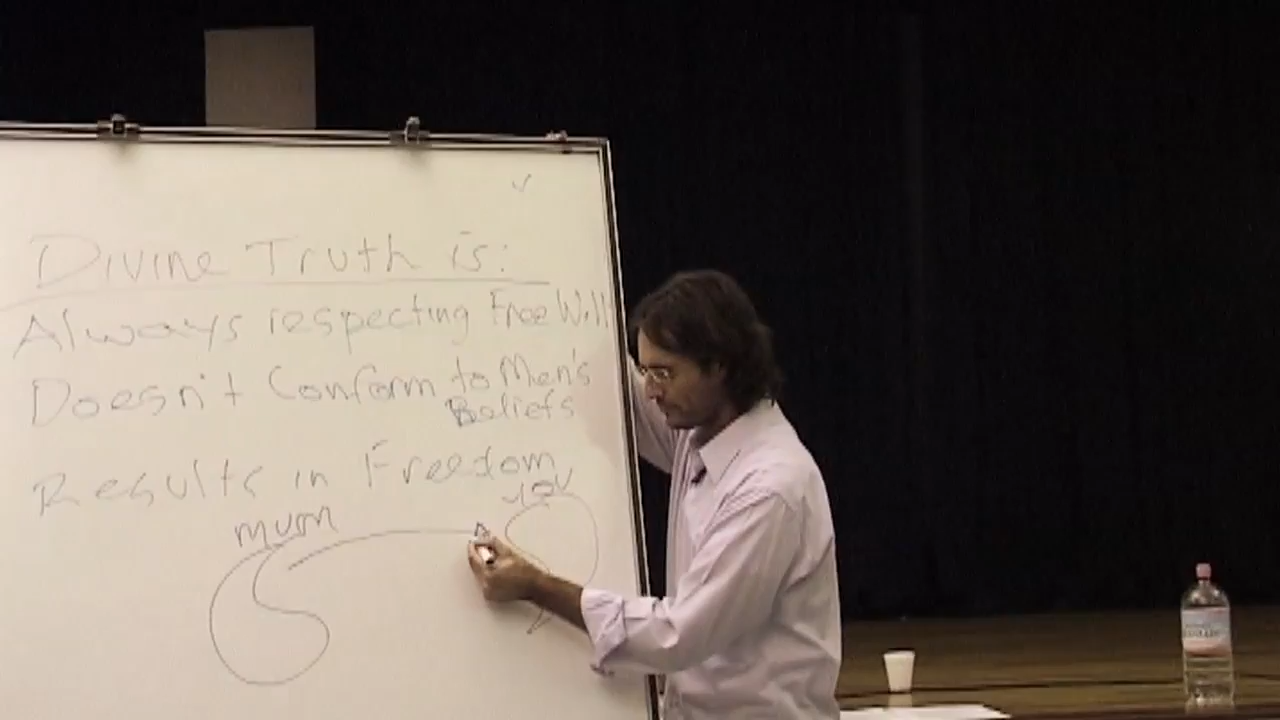 Divine Truth is:
Always respecting Free Will
Doesn't Conform to Men's
Beliefs
Results in Freedom
you
mum